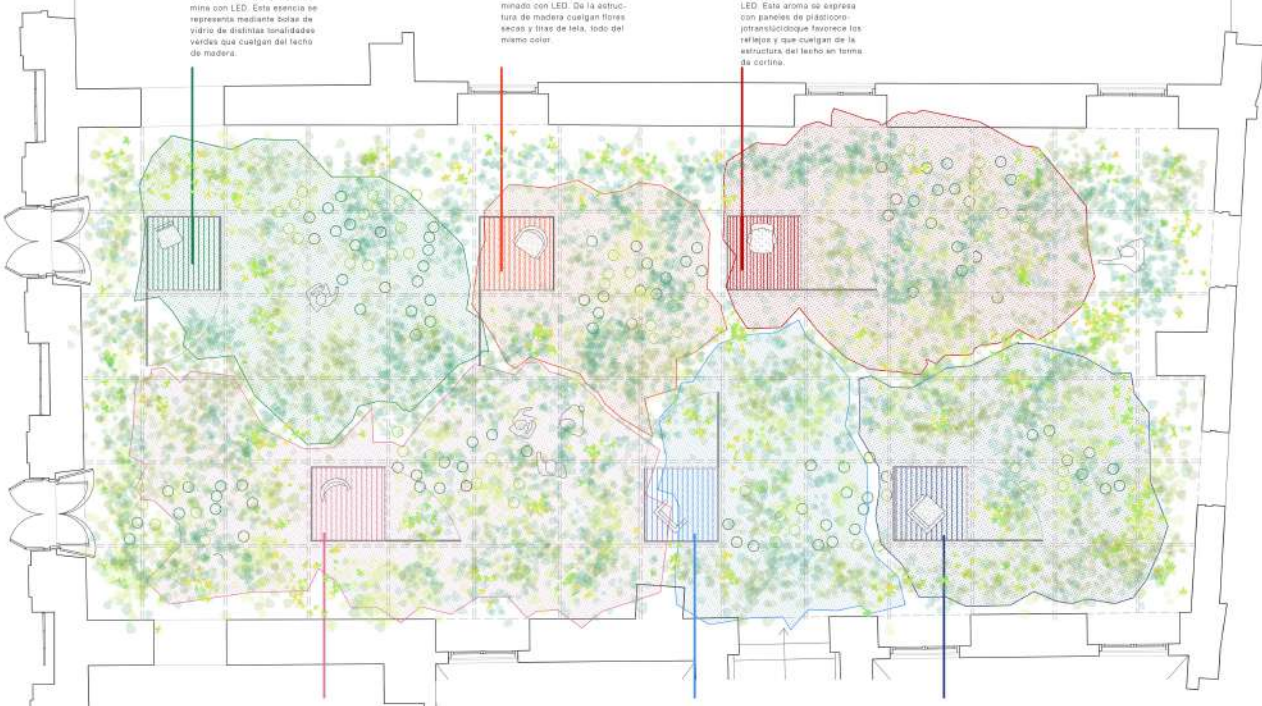 mina con LED. Esta esencia se
representa mediante bolas de
vidrio de distintas tonalidades
verdes que cuelgan del techo
de madera.
minado con LED. De la estruc-
tura de madera cuelgan flores
secas y tiras de tela, todo del
mismo color.
LED. Este aroma se expresa
con paneles de plásticoro-
jotranslúcidoque favorece los
reflejos y que cuelgan de la
estructura del techo en forma
de cortina.